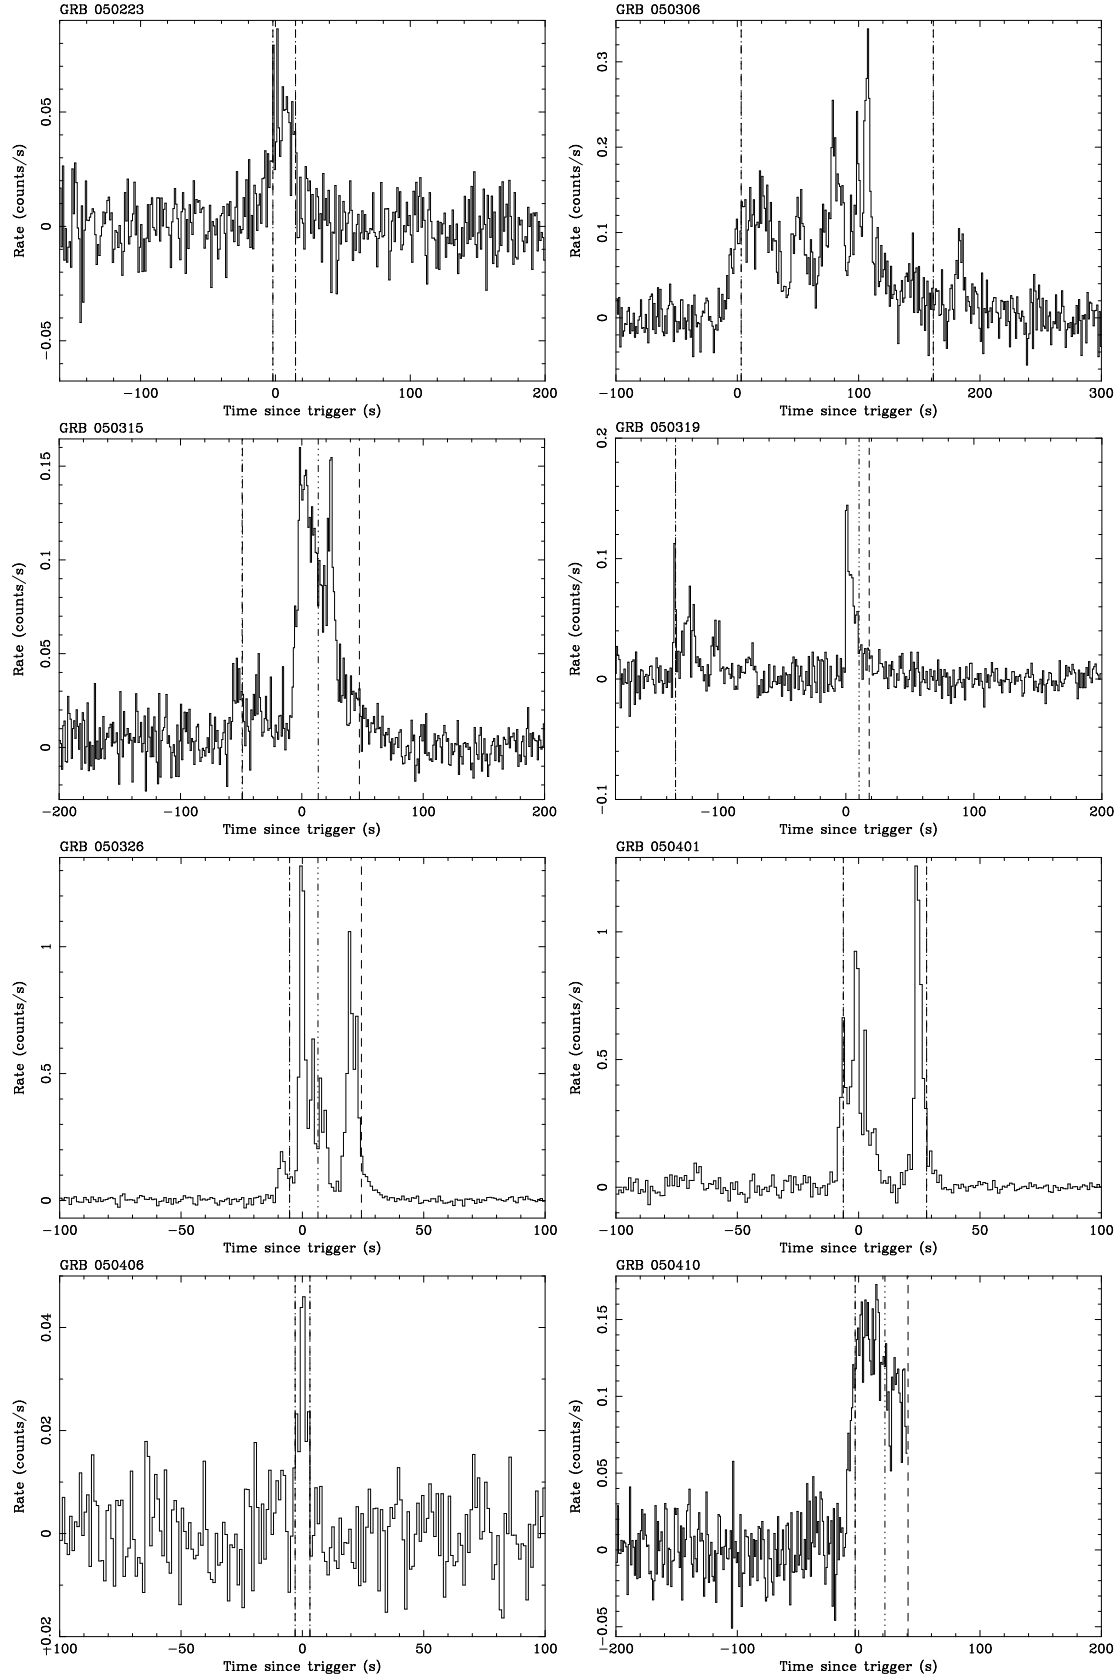 GRB 050223
Rate (counts/s)
0.05
0
−0.05
−100 0 100 200
Time since trigger (s)
GRB 050306
Rate (counts/s)
0.3
0.2
0.1
0
−100 0 100 200 300
Time since trigger (s)
GRB 050315
Rate (counts/s)
0.15
0.1
0.05
0
−200 −100 0 100 200
Time since trigger (s)
GRB 050319
Rate (counts/s)
0.2
0.1
0
−0.1
−100 0 100 200
Time since trigger (s)
GRB 050326
Rate (counts/s)
1
0.5
0
−100 −50 0 50 100
Time since trigger (s)
GRB 050401
Rate (counts/s)
1
0.5
0
−100 −50 0 50 100
Time since trigger (s)
GRB 050406
Rate (counts/s)
0.04
0.02
0
−0.02
−100 −50 0 50 100
Time since trigger (s)
GRB 050410
Rate (counts/s)
0.15
0.1
0.05
0
−0.05
−200 −100 0 100 200
Time since trigger (s)